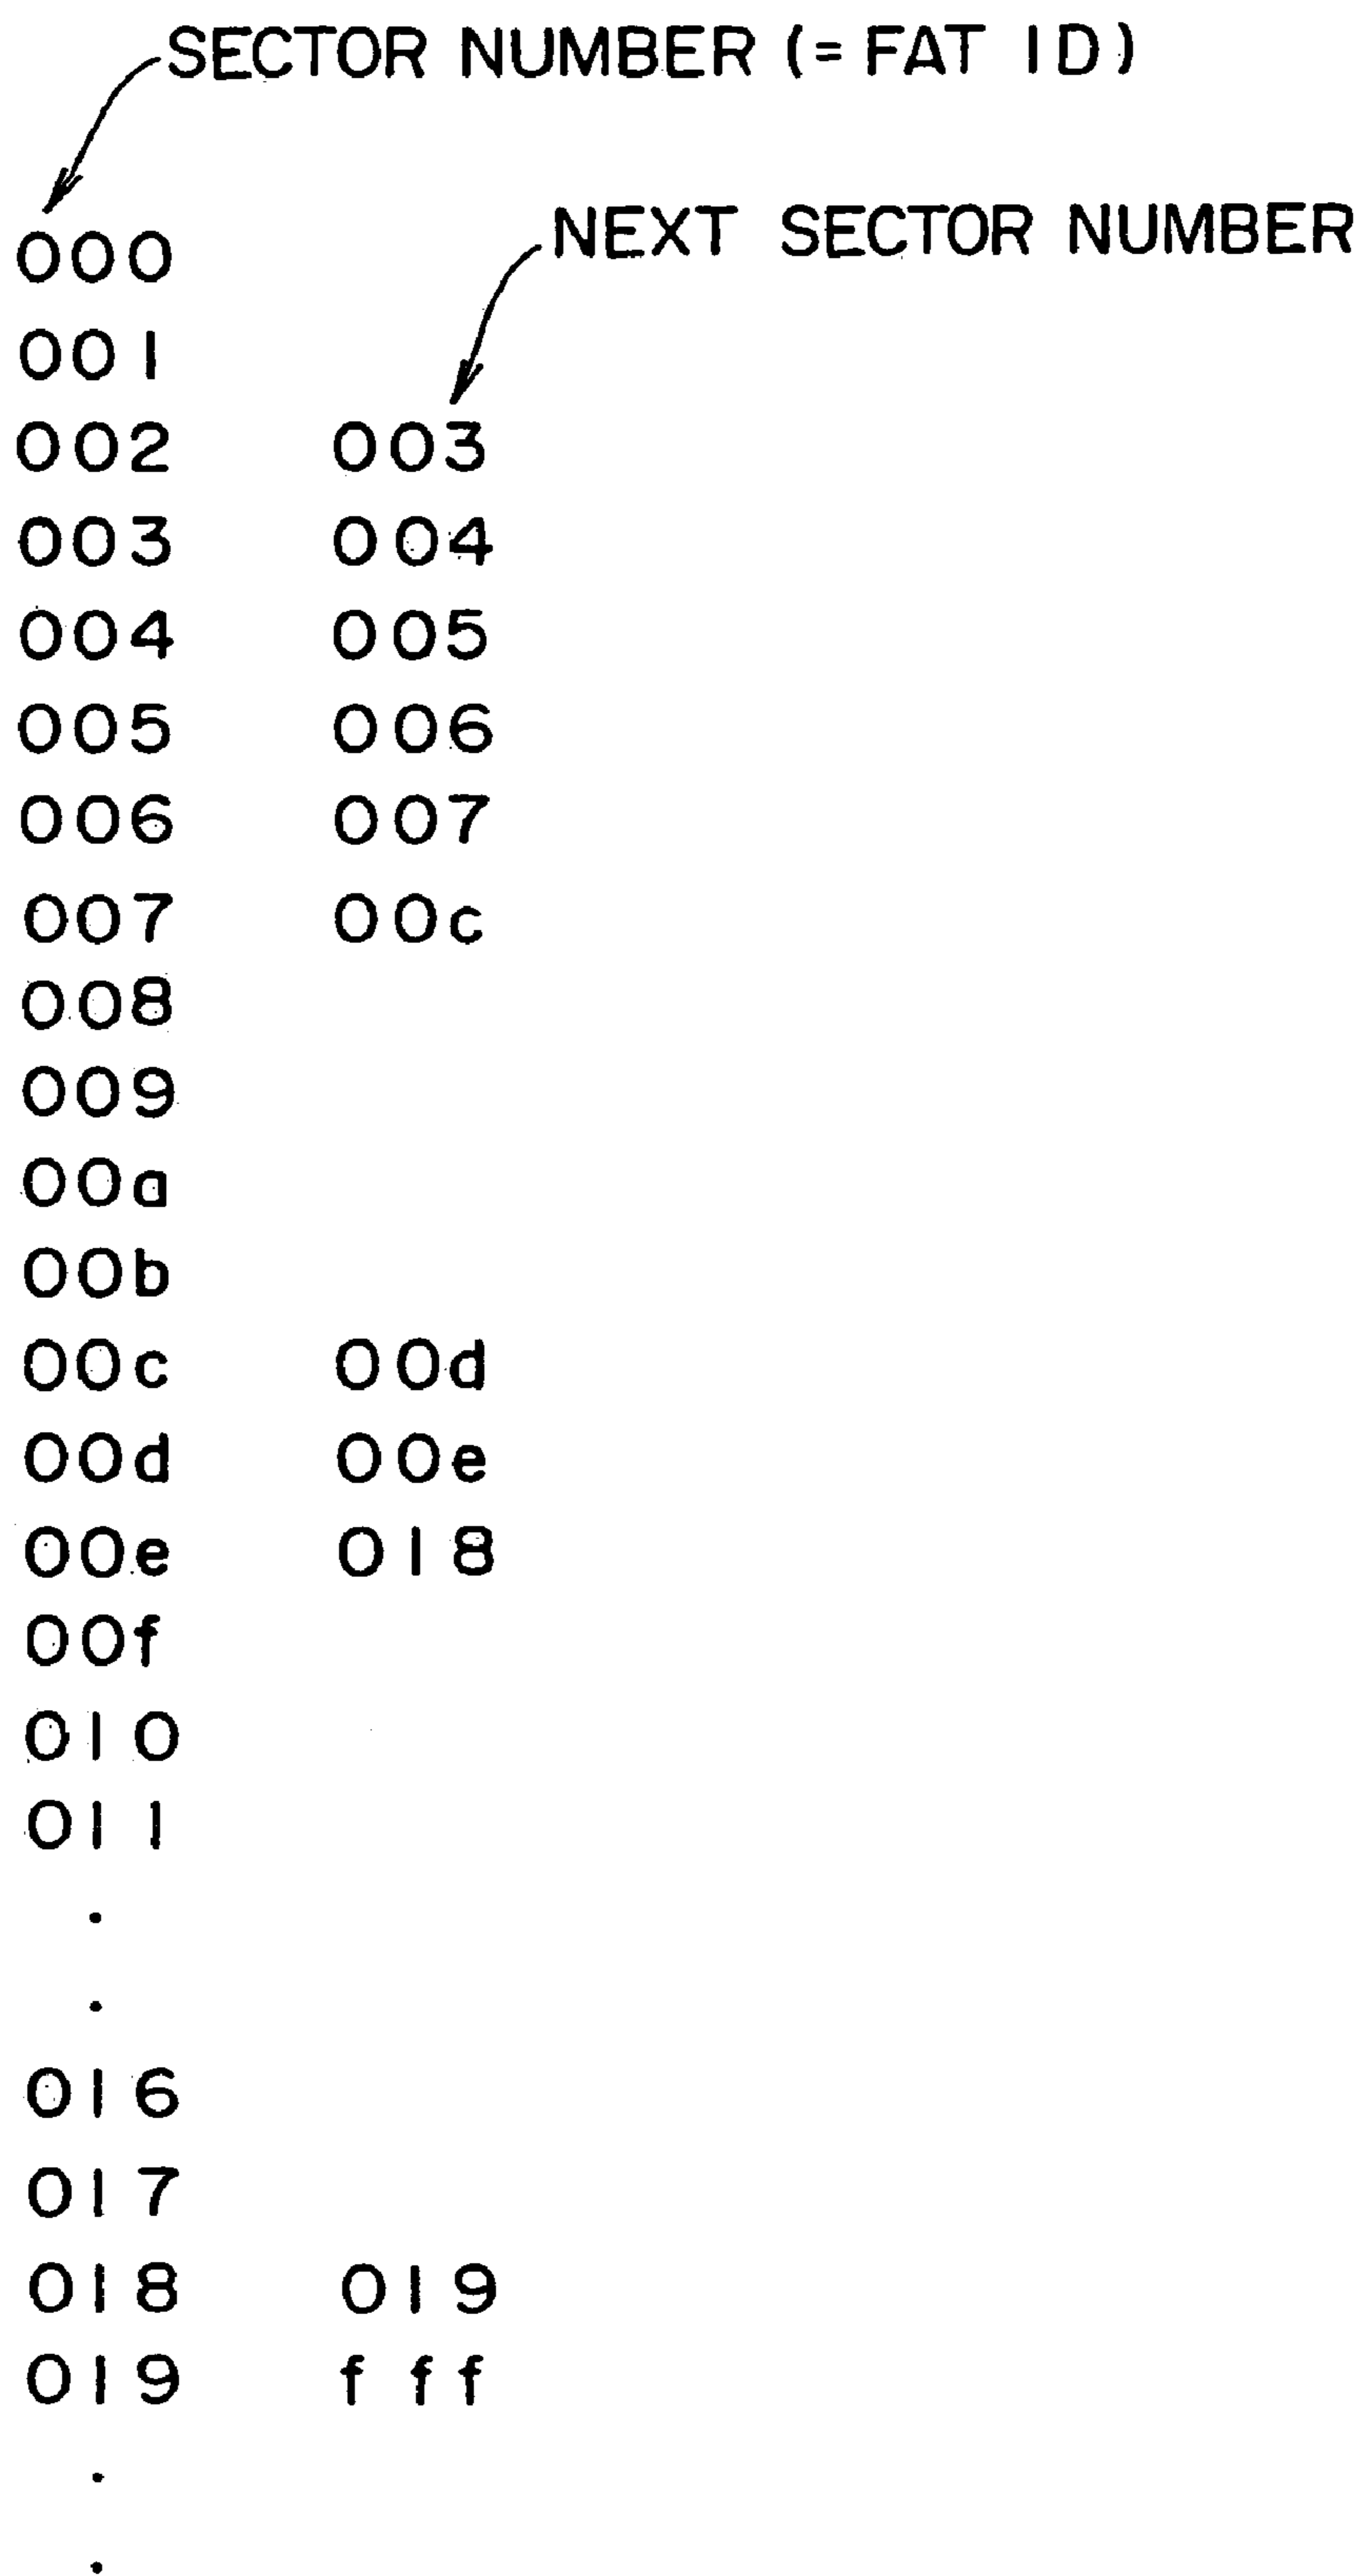 SECTOR NUMBER (= FAT ID)
NEXT SECTOR NUMBER
000
001
002 003
003 004
004 005
005 006
006 007
007 00c
008
009
00a
00b
00c 00d
00d 00e
00e 018
00f
010
011
.
.
016
017
018 019
019 fff
.
.